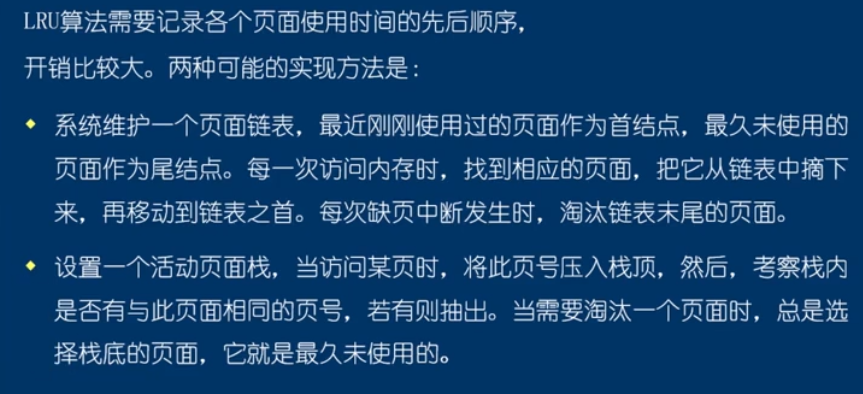 LRU算法需要记录各个页面使用时间的先后顺序，
开销比较大。两种可能的实现方法是：
系统维护一个页面链表，最近刚刚使用过的页面作为首结点，最久未使用的
页面作为尾结点。每一次访问内存时，找到相应的页面，把它从链表中摘下
来，再移动到链表之首。每次缺页中断发生时，淘汰链表末尾的页面。
设置一个活动页面栈，当访问某页时，将此页号压入栈顶，然后，考察栈内
是否有与此页面相同的页号，若有则抽出。当需要淘汰一个页面时，总是选
择栈底的页面，它就是最久未使用的。